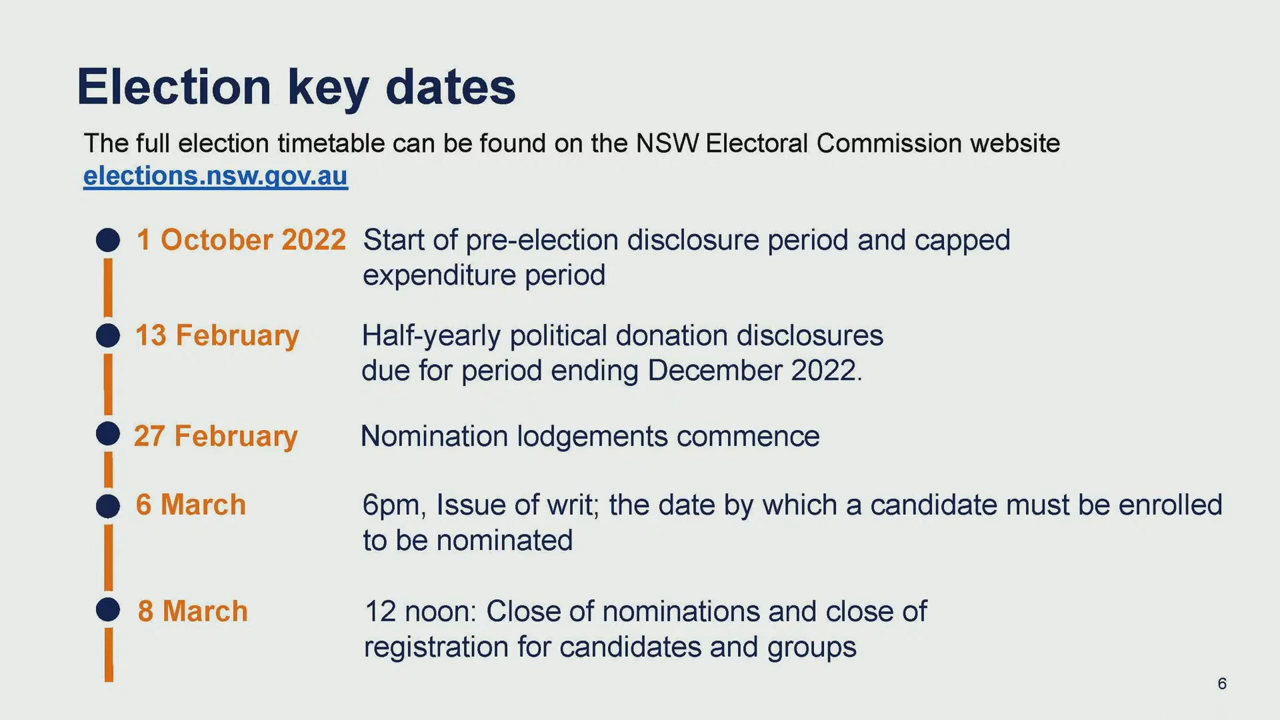 Election key dates
The full election timetable can be found on the NSW Electoral Commission website
elections.nsw.gov.au
1 October 2022 Start of pre-election disclosure period and capped
expenditure period
13 February Half-yearly political donation disclosures
due for period ending December 2022.
27 February Nomination lodgements commence
6 March 6pm, Issue of writ; the date by which a candidate must be enrolled
to be nominated
8 March 12 noon: Close of nominations and close of
registration for candidates and groups
6